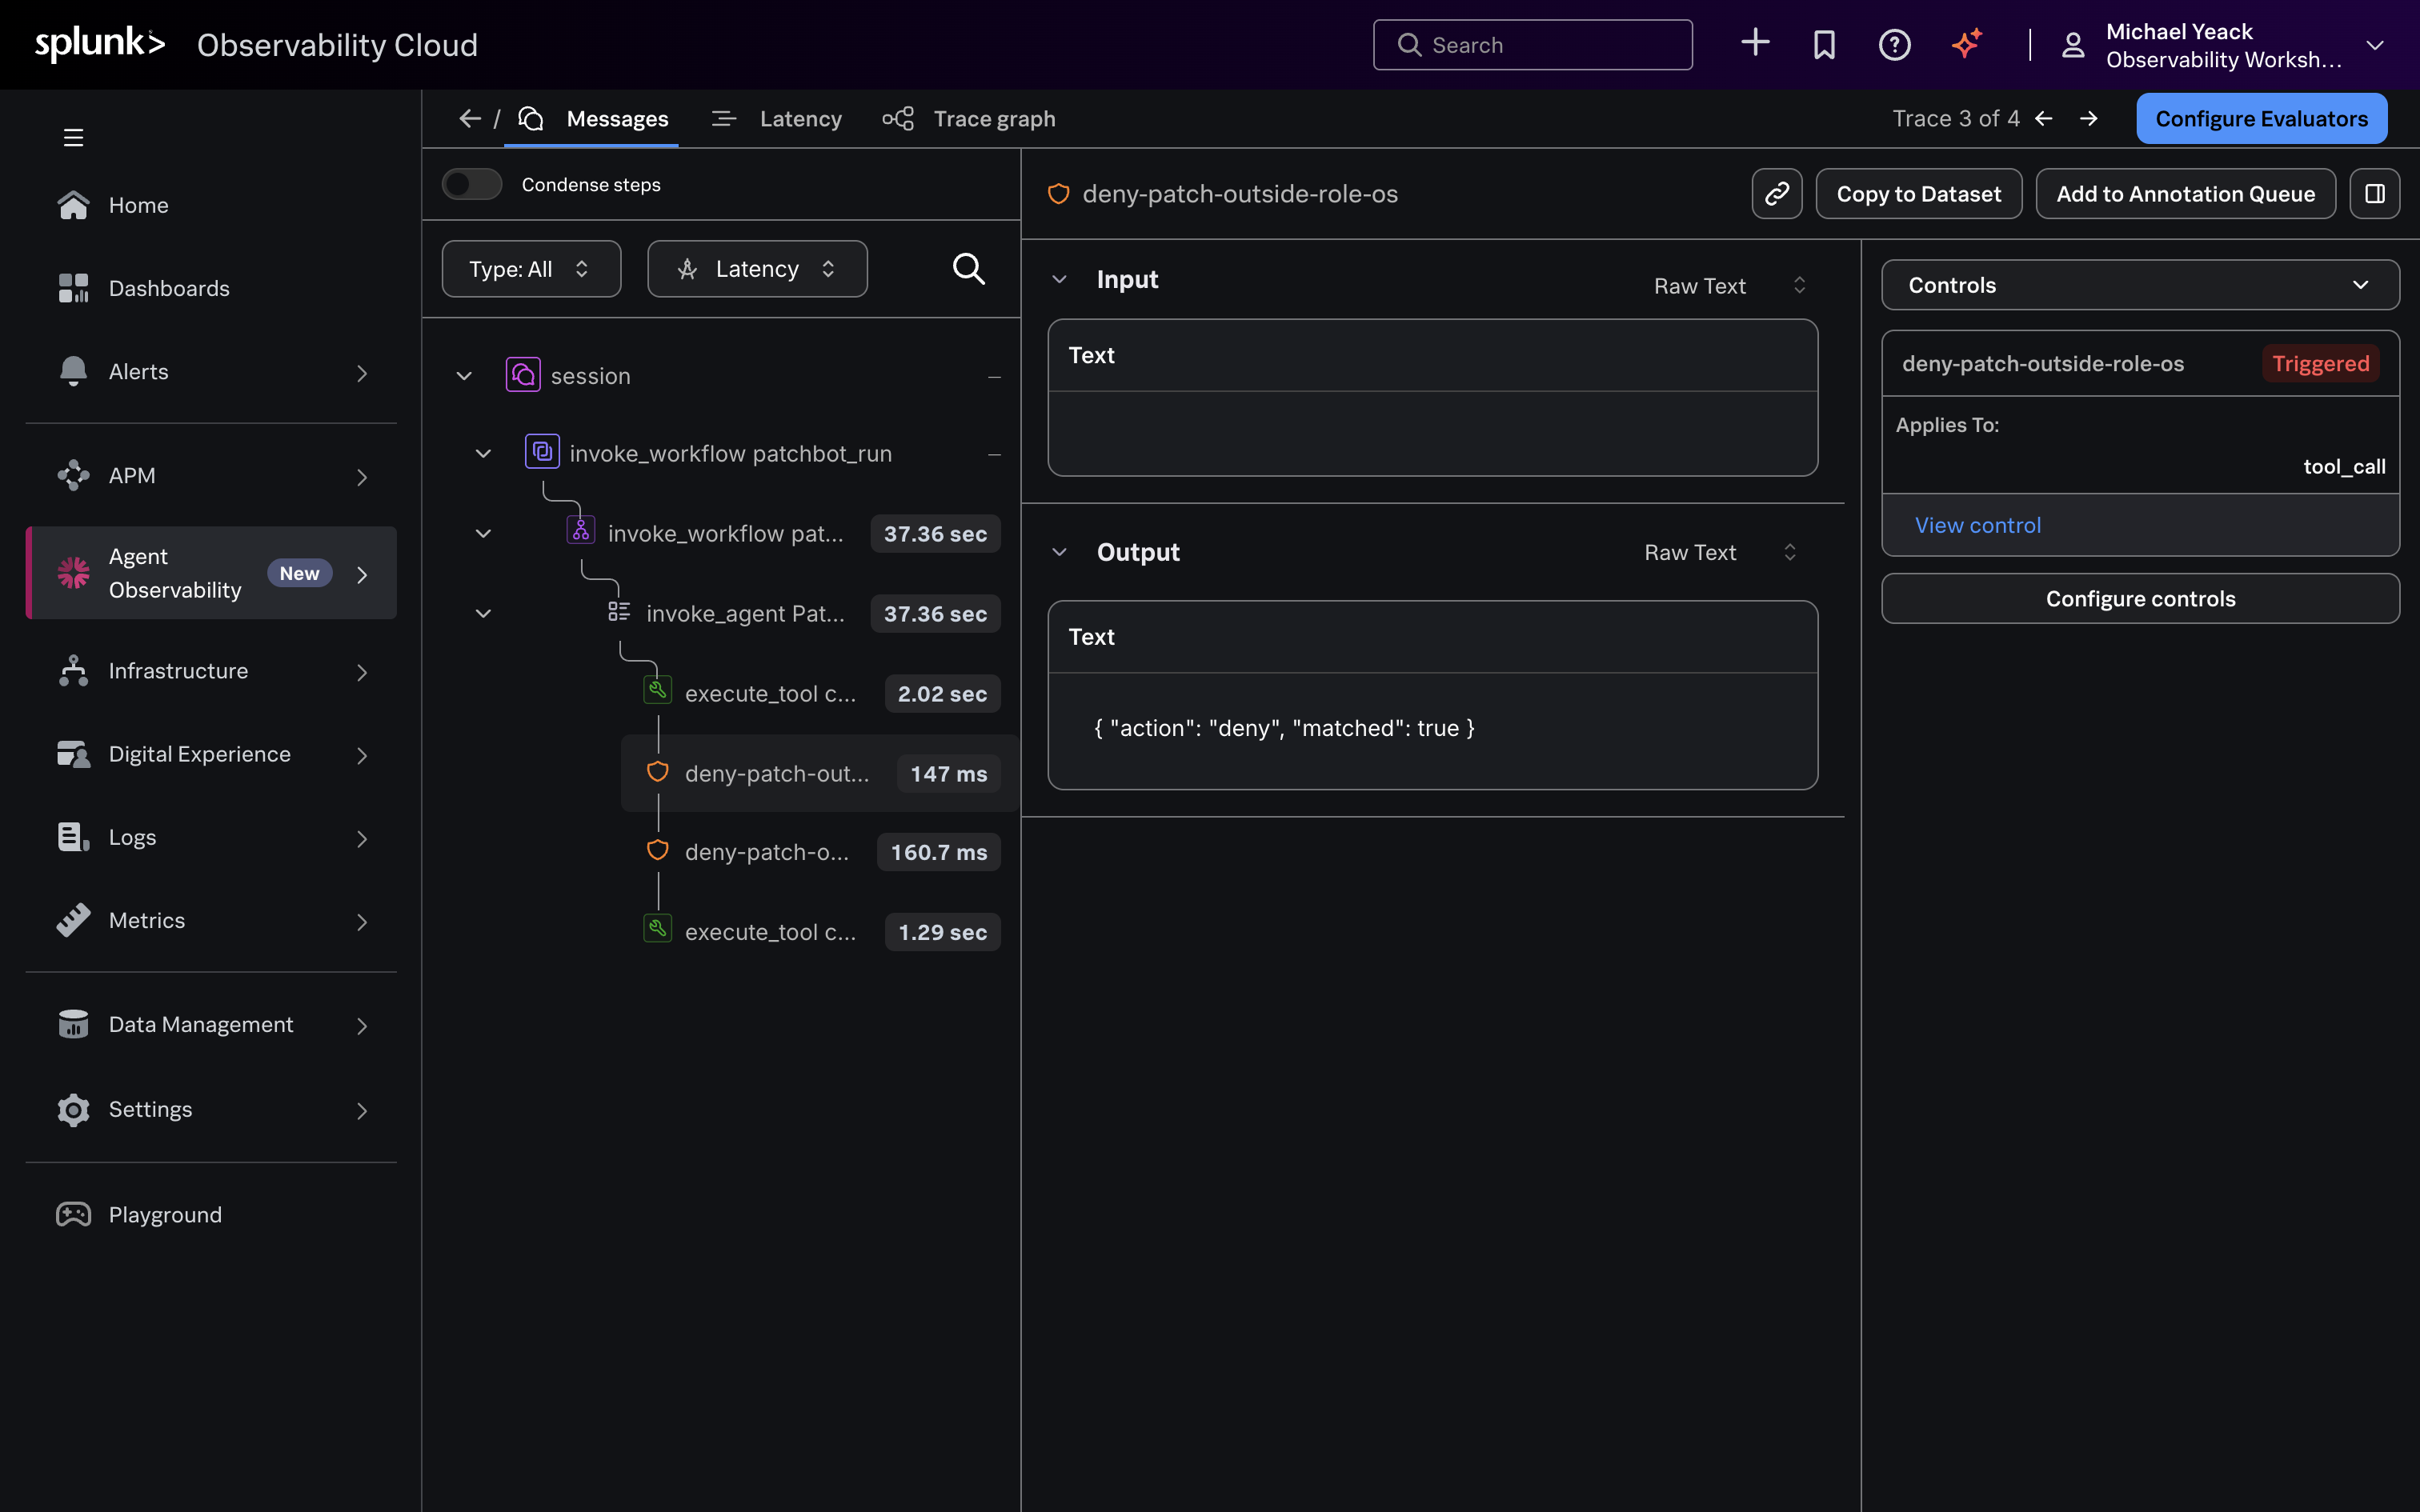 splunk> Observability Cloud
Search
Michael Yeack
Observability Worksh...
Home
Dashboards
Alerts
APM
Agent
Observability
New
Infrastructure
Digital Experience
Logs
Metrics
Data Management
Settings
Playground
/ Messages
Latency
Trace graph
Trace 3 of 4
Configure Evaluators
Condense steps
Type: All
Latency
session –
invoke_workflow patchbot_run –
invoke_workflow pat... 37.36 sec
invoke_agent Pat... 37.36 sec
execute_tool c... 2.02 sec
deny-patch-out... 147 ms
deny-patch-o... 160.7 ms
execute_tool c... 1.29 sec
deny-patch-outside-role-os
Copy to Dataset
Add to Annotation Queue
Input
Raw Text
Text
Output
Raw Text
Text
{ "action": "deny", "matched": true }
Controls
deny-patch-outside-role-os
Triggered
Applies To:
tool_call
View control
Configure controls